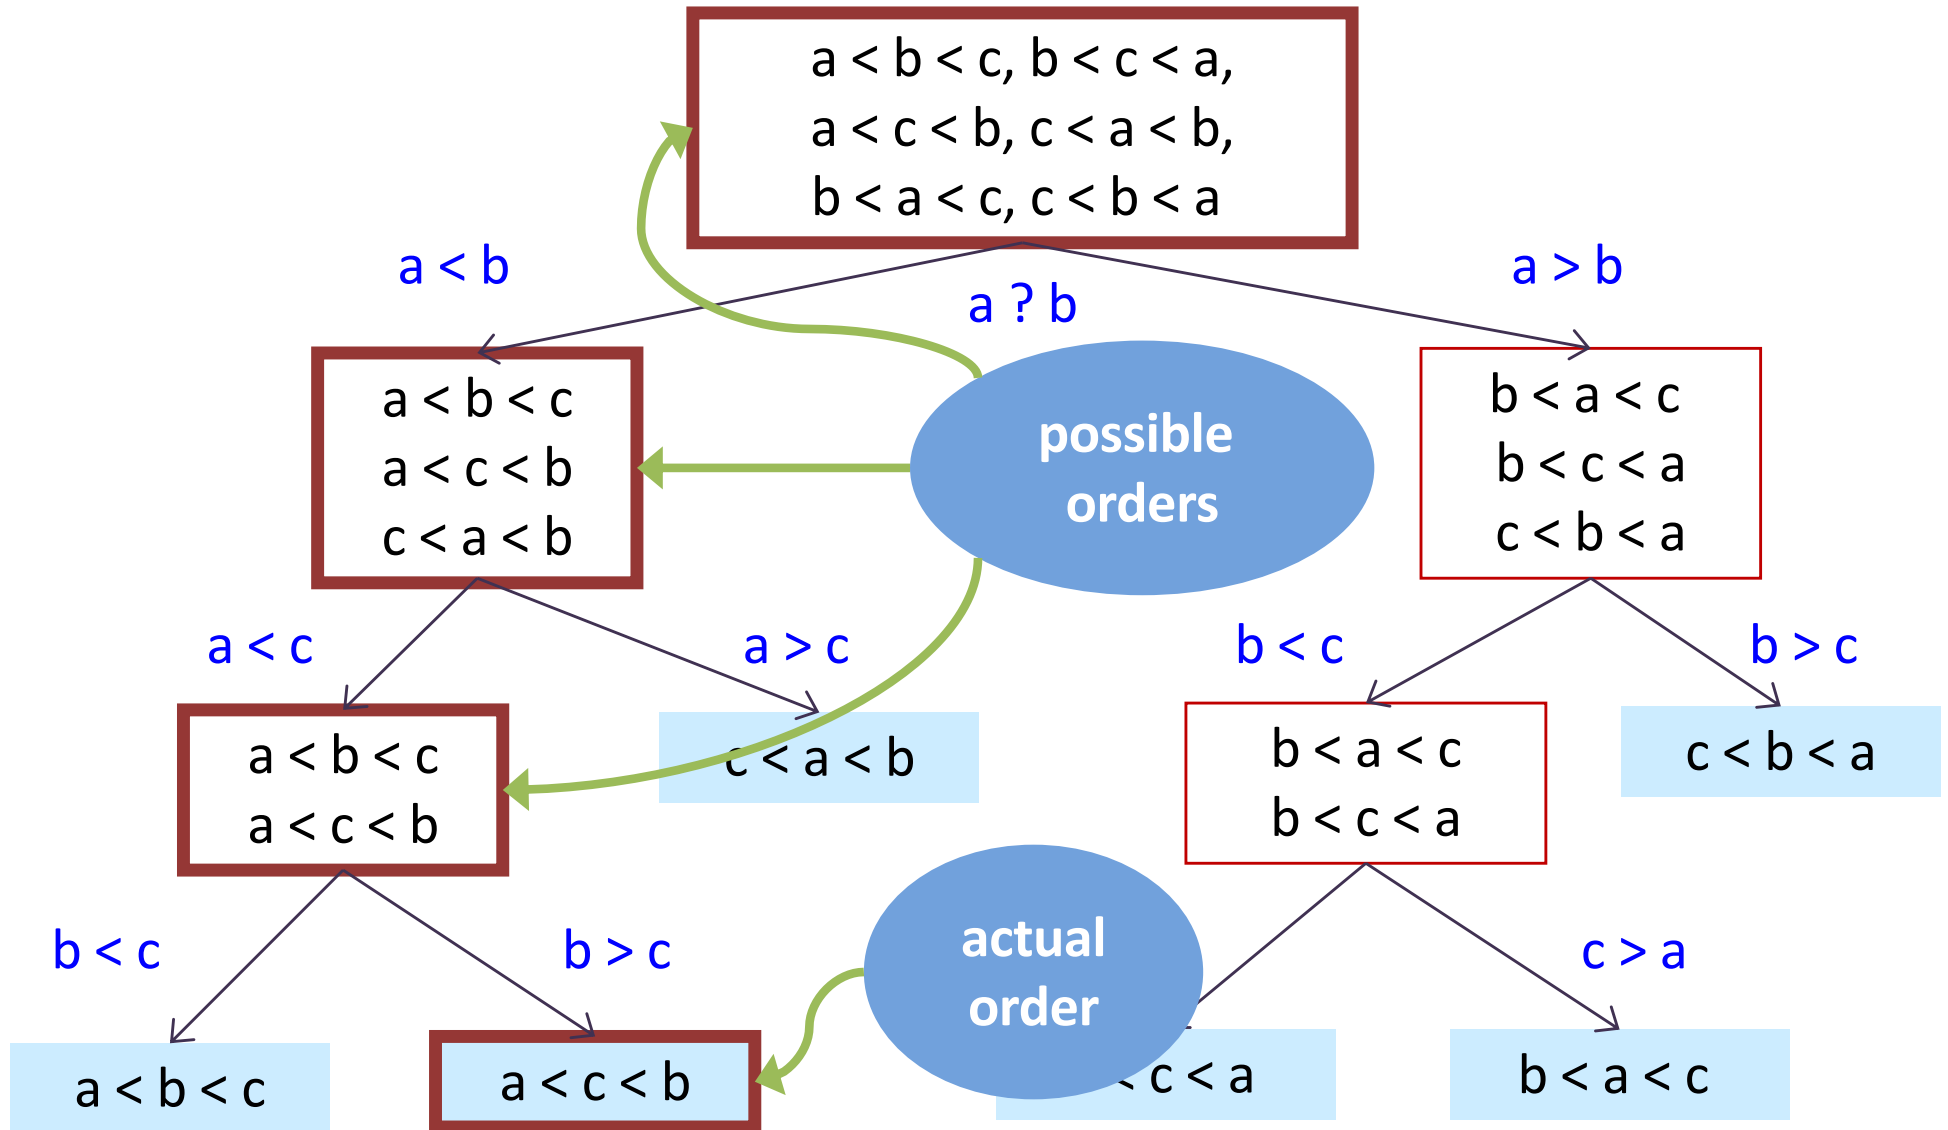 a < b < c, b < c < a,
a < c < b, c < a < b,
b < a < c, c < b < a
a < b
a ? b
a > b
a < b < c
a < c < b
c < a < b
possible
orders
b < a < c
b < c < a
c < b < a
a < c
a > c
b < c
b > c
a < b < c
a < c < b
c < a < b
b < a < c
b < c < a
c < b < a
b < c
b > c
actual
order
c > a
a < b < c
a < c < b
< c < a
b < a < c